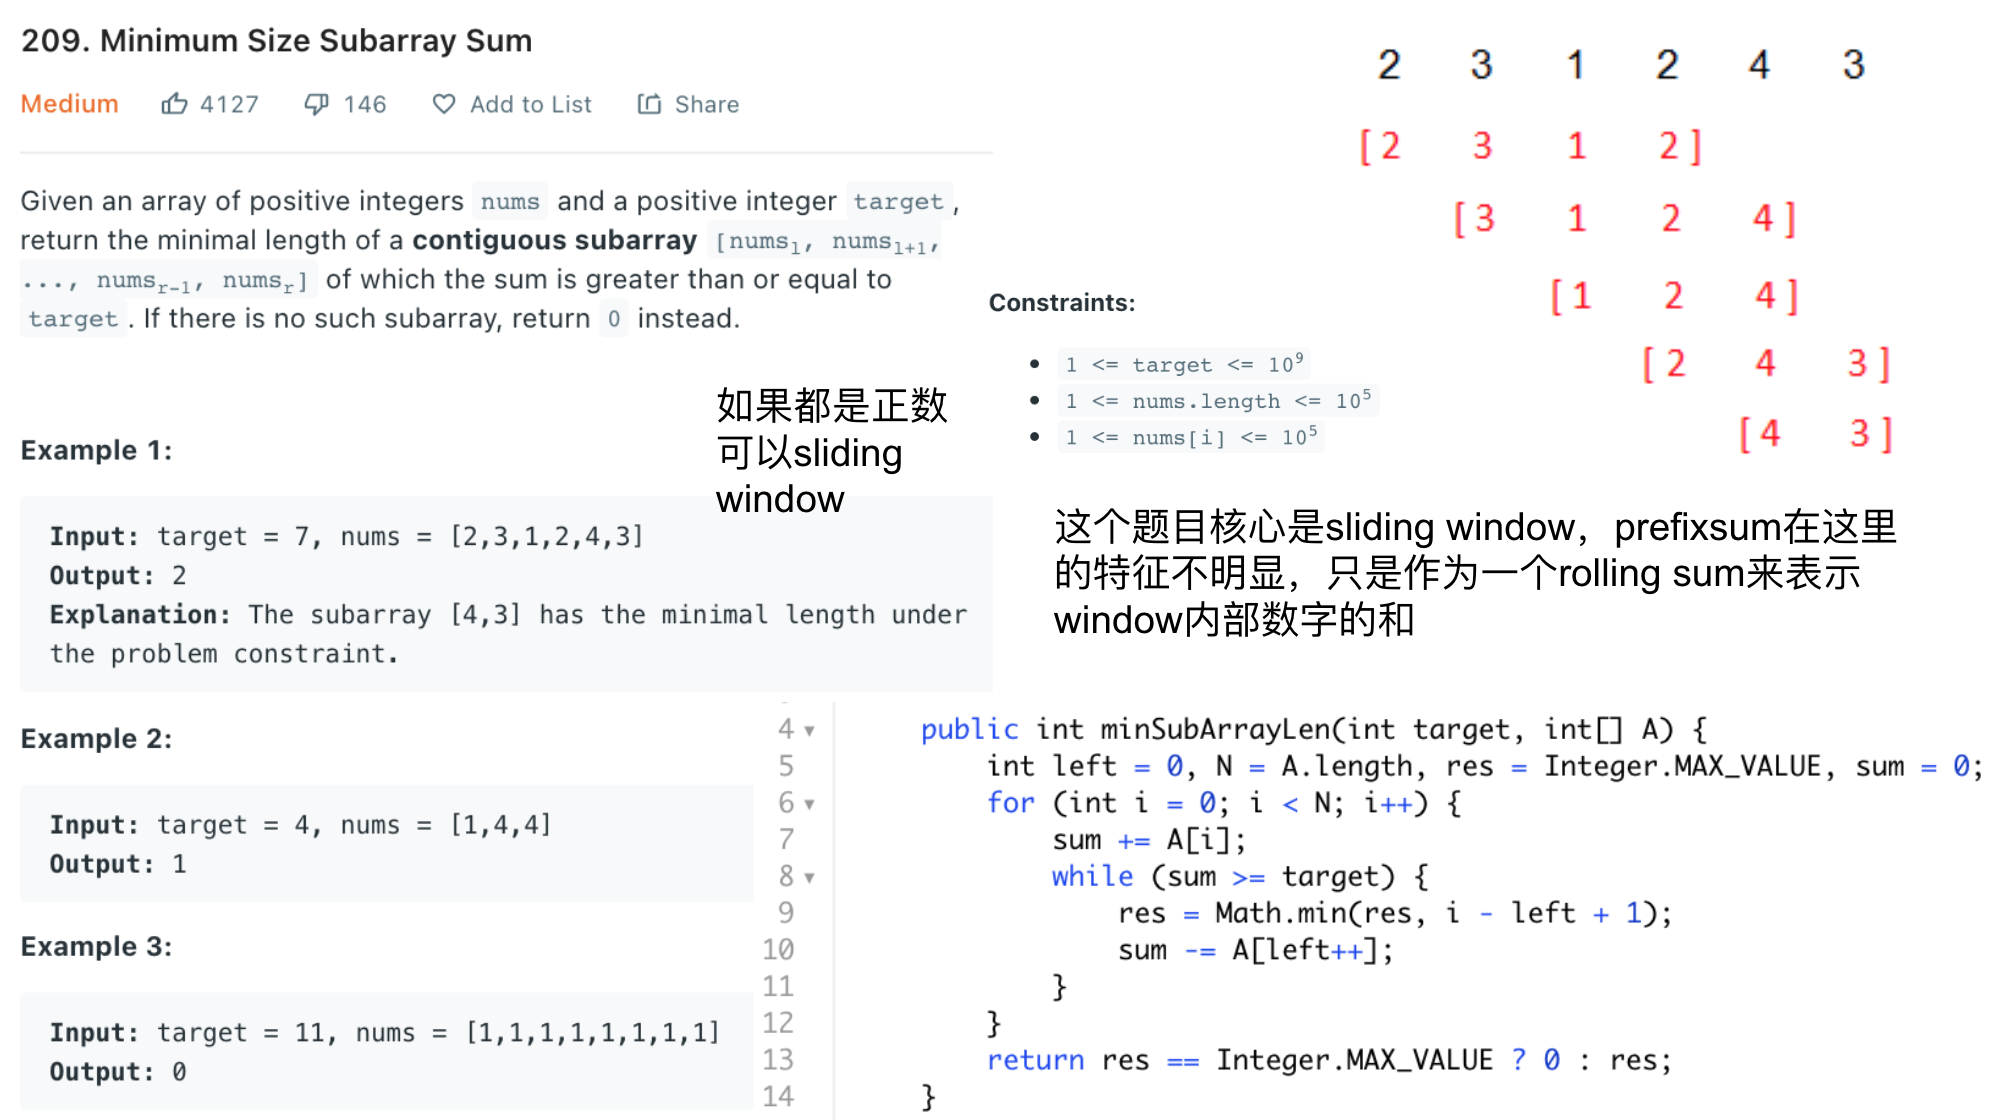 209. Minimum Size Subarray Sum
Medium 4127 146 Add to List Share
Given an array of positive integers nums and a positive integer target ,
return the minimal length of a contiguous subarray [numsₗ, numsₗ₊₁,
..., numsᵣ₋₁, numsᵣ] of which the sum is greater than or equal to
target . If there is no such subarray, return 0 instead.
如果都是正数
可以sliding
window
Example 1:
Input: target = 7, nums = [2,3,1,2,4,3]
Output: 2
Explanation: The subarray [4,3] has the minimal length under
the problem constraint.
Example 2:
Input: target = 4, nums = [1,4,4]
Output: 1
Example 3:
Input: target = 11, nums = [1,1,1,1,1,1,1,1]
Output: 0
2 3 1 2 4 3
[ 2 3 1 2 ]
[ 3 1 2 4 ]
[ 1 2 4 ]
[ 2 4 3 ]
[ 4 3 ]
Constraints:
• 1 <= target <= 10⁹
• 1 <= nums.length <= 10⁵
• 1 <= nums[i] <= 10⁵
这个题目核心是sliding window，prefixsum在这里
的特征不明显，只是作为一个rolling sum来表示
window内部数字的和
4 public int minSubArrayLen(int target, int[] A) {
5 int left = 0, N = A.length, res = Integer.MAX_VALUE, sum = 0;
6 for (int i = 0; i < N; i++) {
7 sum += A[i];
8 while (sum >= target) {
9 res = Math.min(res, i - left + 1);
10 sum -= A[left++];
11 }
12 }
13 return res == Integer.MAX_VALUE ? 0 : res;
14 }